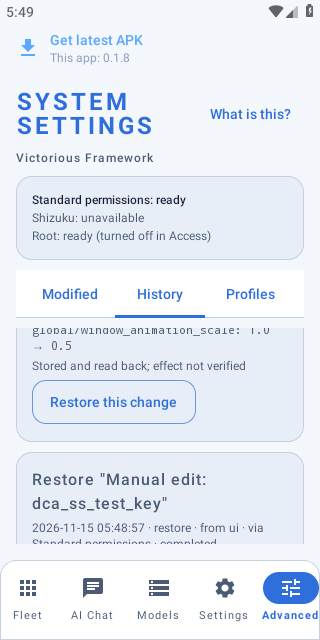 5:49
Get latest APK
This app: 0.1.8
SYSTEM
SETTINGS
What is this?
Victorious Framework
Standard permissions: ready
Shizuku: unavailable
Root: ready (turned off in Access)
Modified
History
Profiles
global/window_animation_scale: 1.0
→ 0.5
Stored and read back; effect not verified
Restore this change
Restore "Manual edit:
dca_ss_test_key"
2026-11-15 05:48:57 · restore · from ui · via
Standard permissions · completed
Fleet
AI Chat
Models
Settings
Advanced